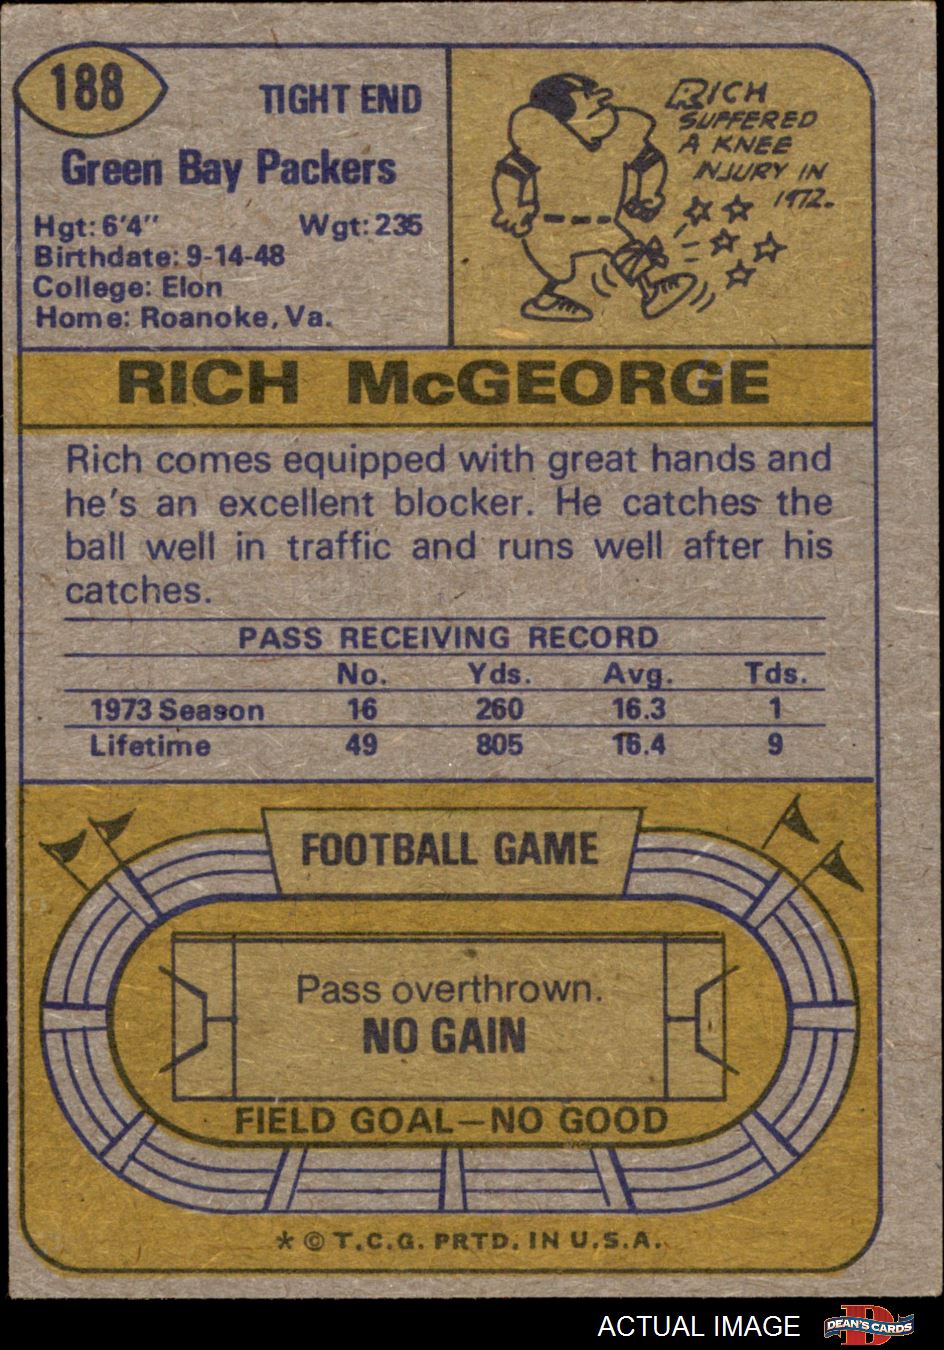 188
TIGHT END
Green Bay Packers
Hgt: 6'4" Wgt: 235
Birthdate: 9-14-48
College: Elon
Home: Roanoke, Va.
RICH
SUFFERED
A KNEE
INJURY IN
1972.
RICH McGEORGE
Rich comes equipped with great hands and
he's an excellent blocker. He catches the
ball well in traffic and runs well after his
catches.
PASS RECEIVING RECORD
No. Yds. Avg. Tds.
1973 Season 16 260 16.3 1
Lifetime 49 805 16.4 9
FOOTBALL GAME
Pass overthrown.
NO GAIN
FIELD GOAL—NO GOOD
* © T.C.G. PRTD. IN U.S.A.
ACTUAL IMAGE
DEAN'S CARDS